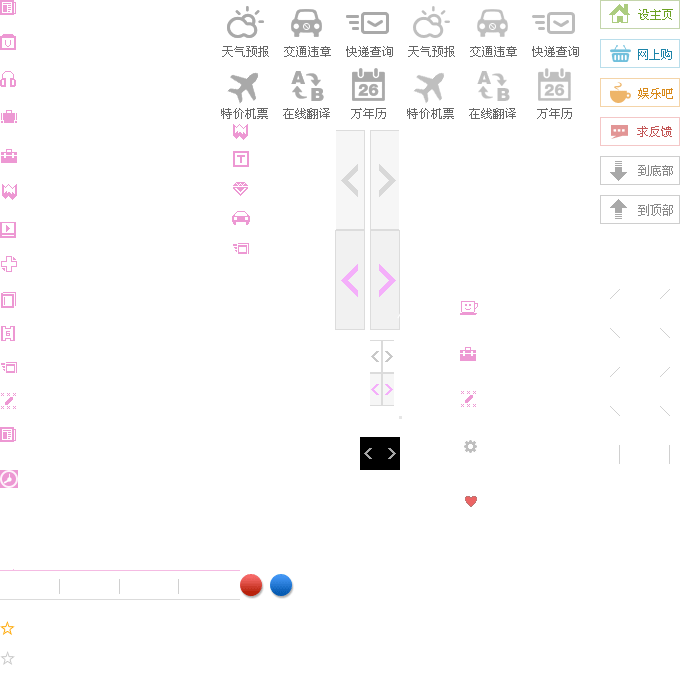 天气预报 交通违章 快递查询 天气预报 交通违章 快递查询
A B 26 A B 26
特价机票 在线翻译 万年历 特价机票 在线翻译 万年历
设主页
网上购
娱乐吧
求反馈
到底部
到顶部
T